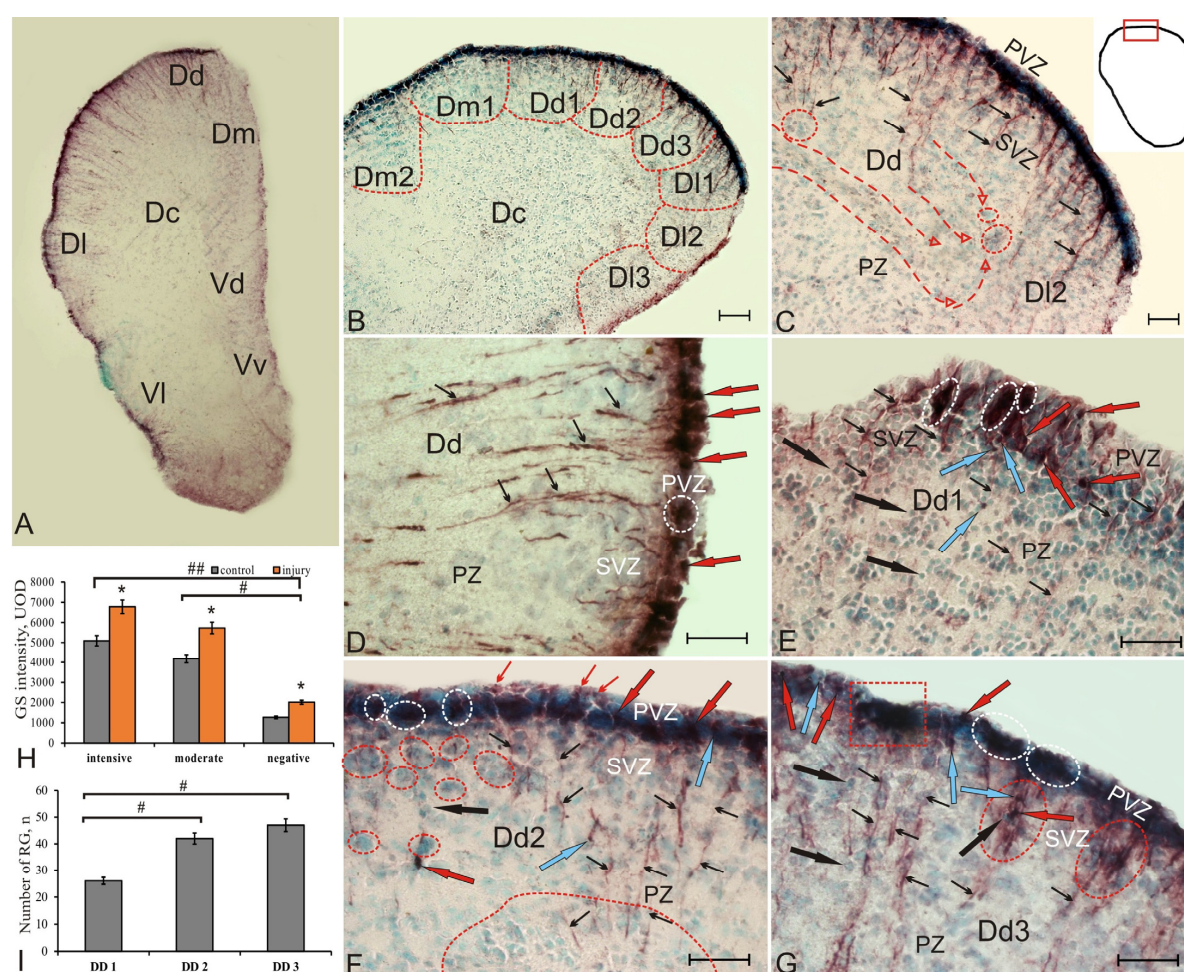 Dd
Dm
Dc
Dl
Vd
Vv
Vl
A
Dm1
Dd1
Dd2
Dd3
Dm2
Dl1
Dc
Dl2
Dl3
B
PVZ
SVZ
Dd
PZ
Dl2
C
Dd
PVZ
PZ
SVZ
D
SVZ
PVZ
Dd1
PZ
E
## control injury
#
8000
7000
6000
5000
4000
3000
2000
1000
0
GS intensity, UOD
* * *
intensive moderate negative
H
60
50
40
30
20
10
0
Number of RG, n
#
#
DD 1 DD 2 DD 3
I
PVZ
SVZ
Dd2
PZ
F
PVZ
SVZ
Dd3
PZ
G